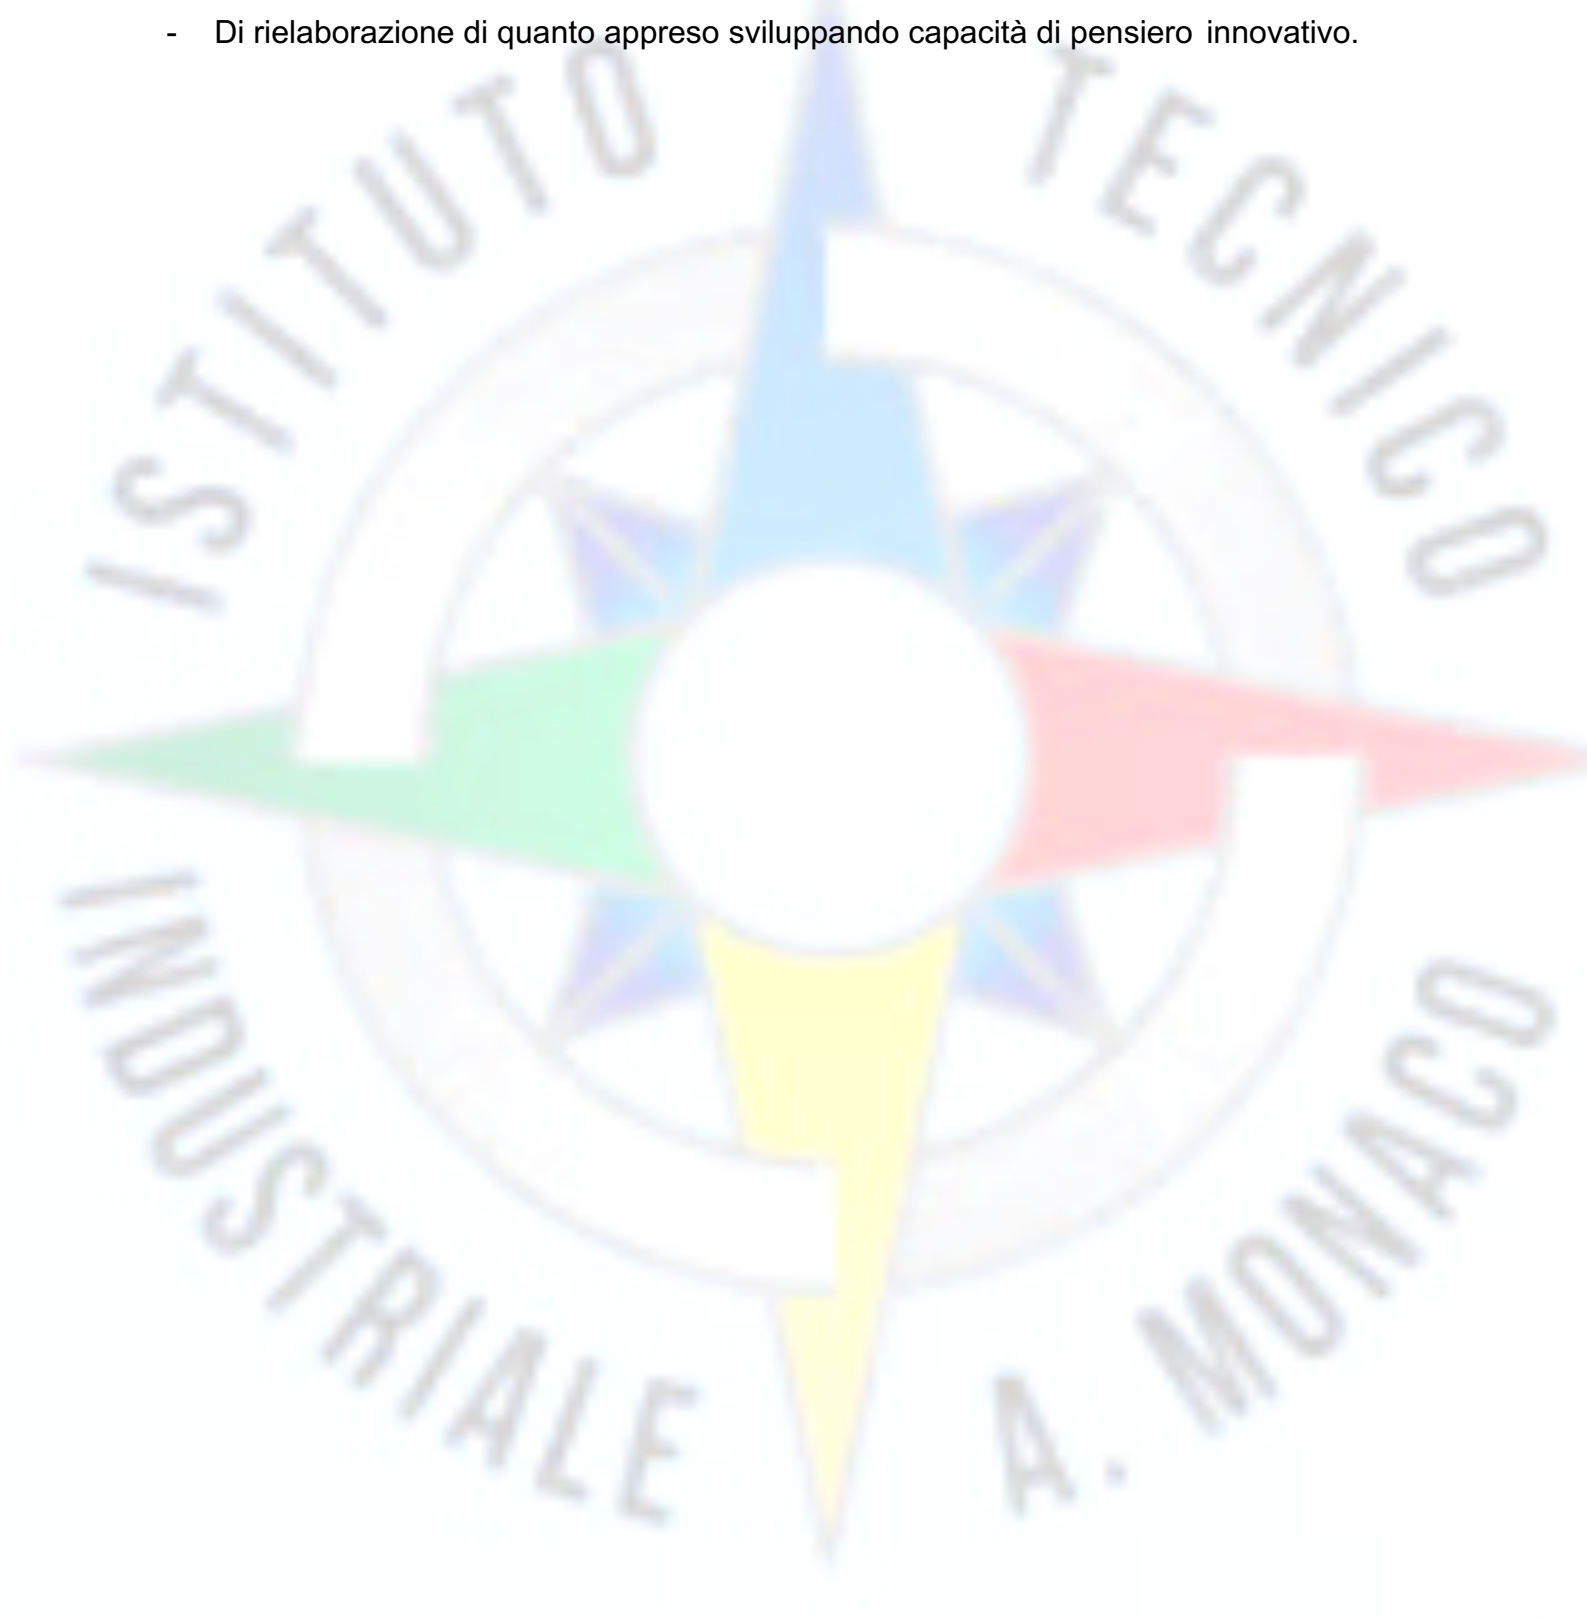 - Di rielaborazione di quanto appreso sviluppando capacità di pensiero innovativo.
ISTITUTO TECNICO
INDUSTRIALE A. MONACO